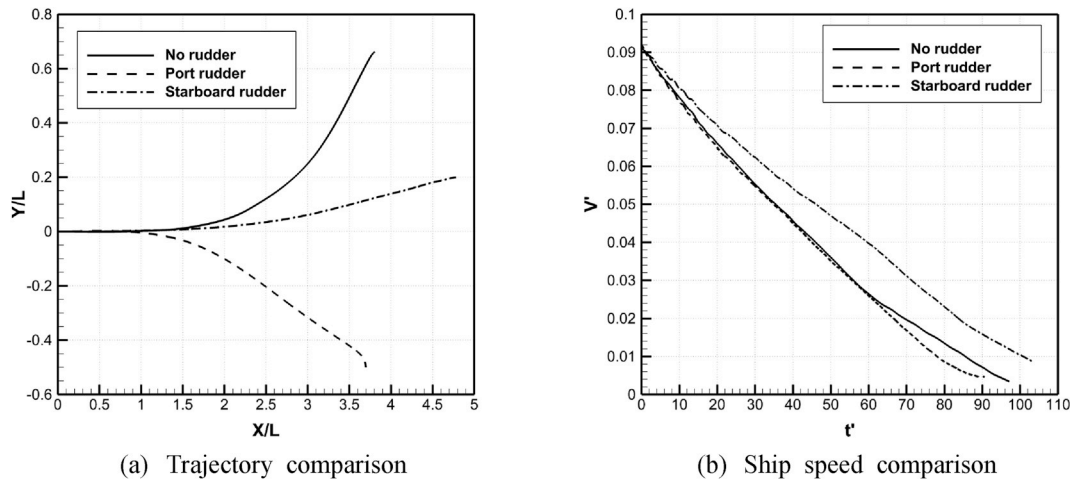 0.8
0.6
0.4
0.2
0
-0.2
-0.4
-0.6
Y/L
No rudder
Port rudder
Starboard rudder
0 0.5 1 1.5 2 2.5 3 3.5 4 4.5 5
X/L
(a) Trajectory comparison
0.1
0.09
0.08
0.07
0.06
0.05
0.04
0.03
0.02
0.01
0
V'
No rudder
Port rudder
Starboard rudder
0 10 20 30 40 50 60 70 80 90 100 110
t'
(b) Ship speed comparison